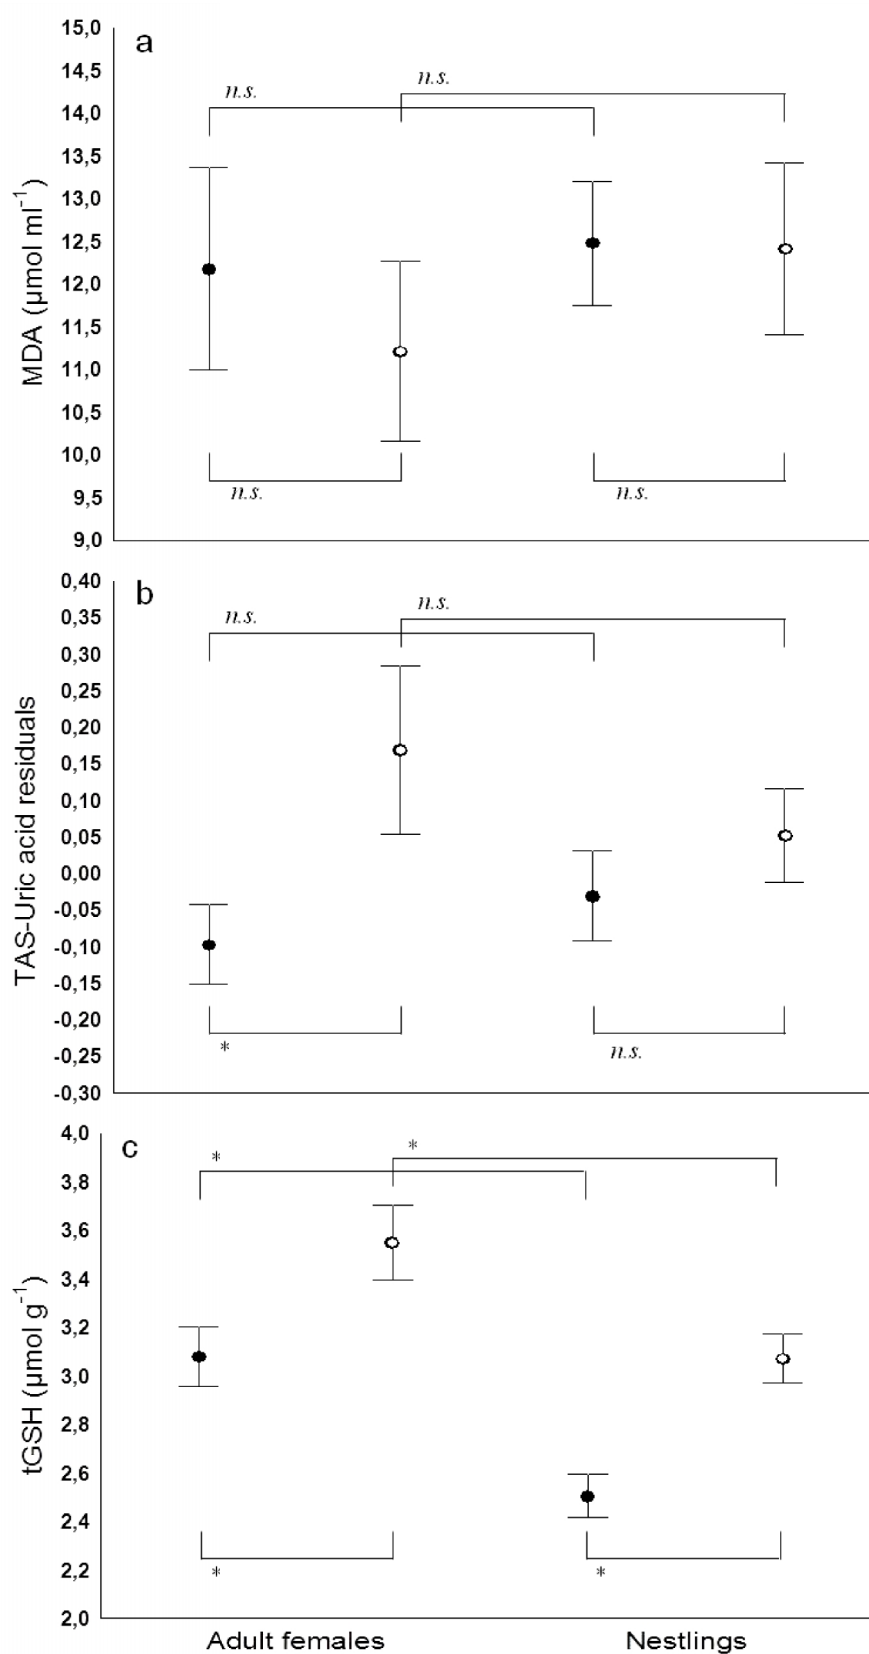 a
MDA (µmol ml⁻¹)
15,0
14,5
14,0
13,5
13,0
12,5
12,0
11,5
11,0
10,5
10,0
9,5
9,0
n.s.
n.s.
n.s.
n.s.
b
TAS-Uric acid residuals
0,40
0,35
0,30
0,25
0,20
0,15
0,10
0,05
0,00
-0,05
-0,10
-0,15
-0,20
-0,25
-0,30
n.s.
n.s.
*
n.s.
c
tGSH (µmol g⁻¹)
4,0
3,8
3,6
3,4
3,2
3,0
2,8
2,6
2,4
2,2
2,0
*
*
*
*
Adult females
Nestlings